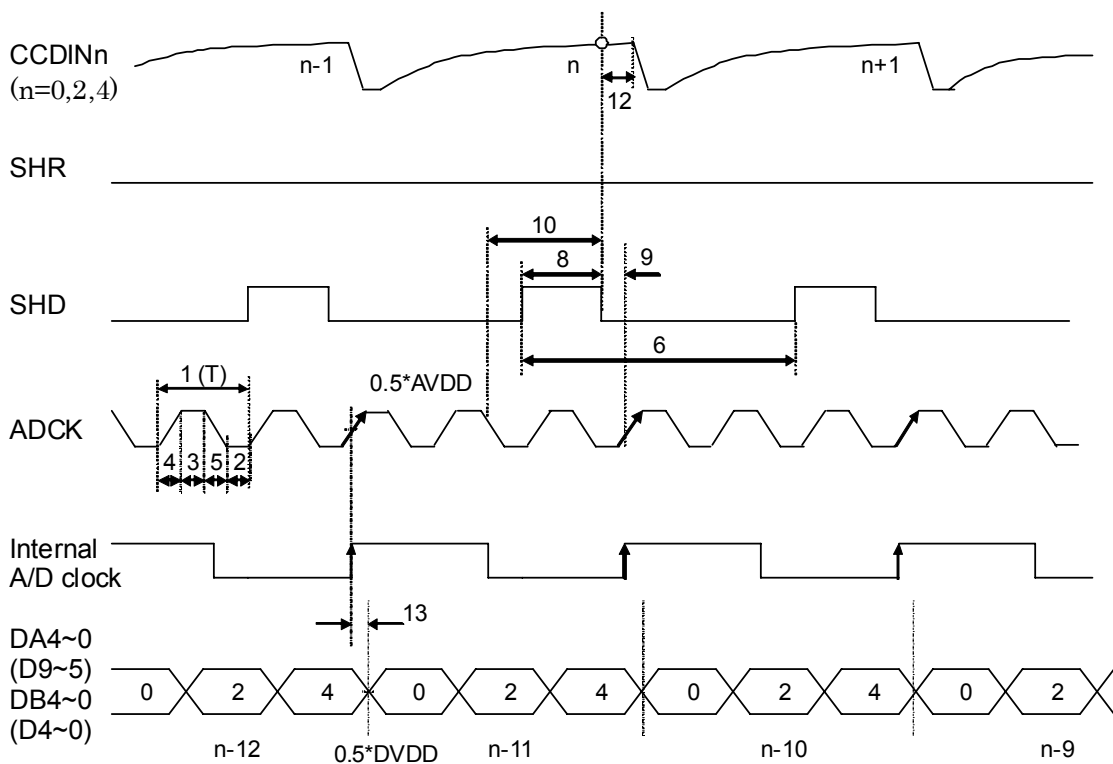 CCDINn
(n=0,2,4)
n-1
n
n+1
12
SHR
10
8
9
SHD
6
1 (T)
0.5*AVDD
ADCK
4 3 5 2
Internal
A/D clock
13
DA4~0
(D9~5)
DB4~0
(D4~0)
0 2 4 0 2 4 0 2 4 0 2
n-12
0.5*DVDD
n-11
n-10
n-9